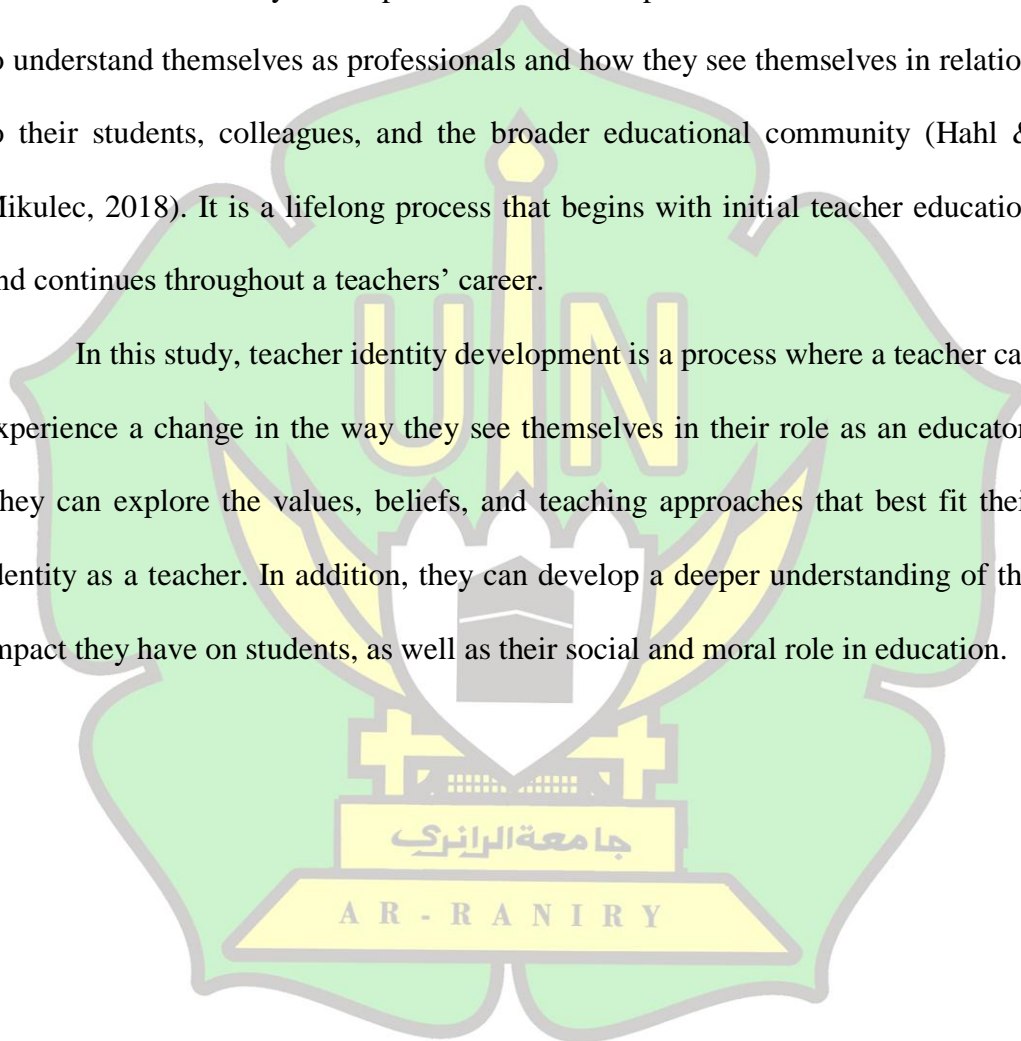 o understand themselves as professionals and how they see themselves in relatio
o their students, colleagues, and the broader educational community (Hahl &
Mikulec, 2018). It is a lifelong process that begins with initial teacher educatio
nd continues throughout a teachers’ career.
In this study, teacher identity development is a process where a teacher ca
xperience a change in the way they see themselves in their role as an educator
hey can explore the values, beliefs, and teaching approaches that best fit thei
dentity as a teacher. In addition, they can develop a deeper understanding of th
mpact they have on students, as well as their social and moral role in education.
UIN
جامعة الرانري
AR-RANIRY